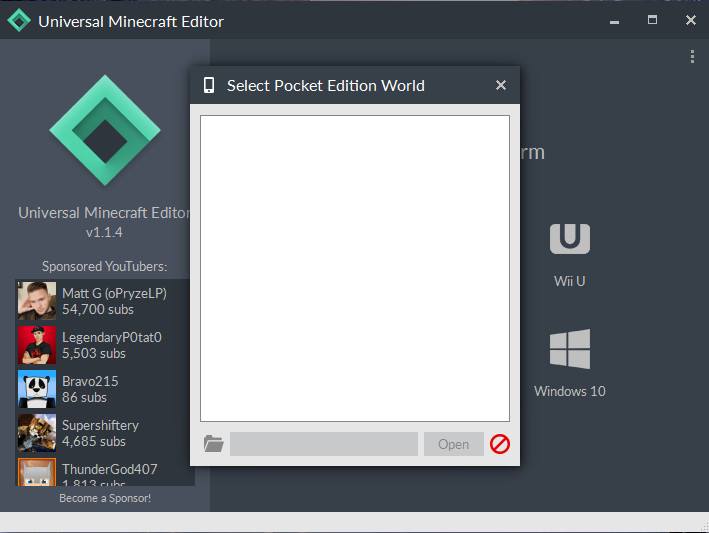 Universal Minecraft Editor
Select Pocket Edition World
rm
Universal Minecraft Editor
v1.1.4
Sponsored YouTubers:
Matt G (oPryzeLP)
54,700 subs
LegendaryP0tat0
5,503 subs
Bravo215
86 subs
Supershiftery
4,685 subs
ThunderGod407
1,813 subs
Become a Sponsor!
Wii U
Windows 10
Open